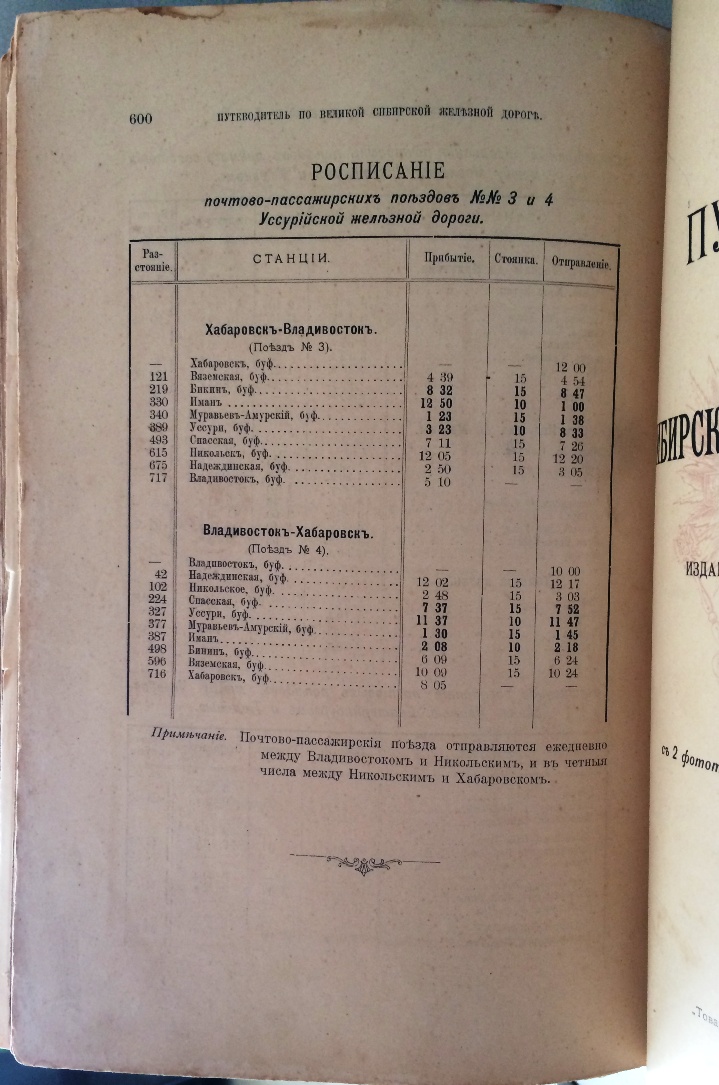 600 ПУТЕВОДИТЕЛЬ ПО ВЕЛИКОЙ СИБИРСКОЙ ЖЕЛѢЗНОЙ ДОРОГѢ.
РОСПИСАНІЕ
почтово-пассажирскихъ поѣздовъ №№ 3 и 4
Уссурійской желѣзной дороги.
Раз-
стояніе. СТАНЦІИ. Прибытіе. Стоянка. Отправленіе.
Хабаровскъ-Владивостокъ.
(Поѣздъ № 3).
— Хабаровскъ, буф. — — 12 00
121 Вяземская, буф. 4 39 15 4 54
219 Бикинъ, буф. 8 32 15 8 47
330 Иманъ 12 50 10 1 00
340 Муравьевъ-Амурскій, буф. 1 23 15 1 38
389 Уссури, буф. 3 23 10 8 33
493 Спасская, буф. 7 11 15 7 26
615 Никольскъ, буф. 12 05 15 12 20
675 Надеждинская, буф. 2 50 15 3 05
717 Владивостокъ, буф. 5 10 — —
Владивостокъ-Хабаровскъ.
(Поѣздъ № 4).
— Владивостокъ, буф. — — 10 00
42 Надеждинская, буф. 12 02 15 12 17
102 Никольское, буф. 2 48 15 3 03
224 Спасская, буф. 7 37 15 7 52
327 Уссури, буф. 11 37 10 11 47
377 Муравьевъ-Амурскій, буф. 1 30 15 1 45
387 Иманъ 2 08 10 2 18
498 Бикинъ, буф. 6 09 15 6 24
596 Вяземская, буф 10 09 15 10 24
716 Хабаровскъ, буф. 8 05 — —
Примѣчаніе. Почтово-пассажирскія поѣзда отправляются ежедневно
между Владивостокомъ и Никольскимъ, и въ четныя
числа между Никольскимъ и Хабаровскомъ.
ПУ
ИБИРСК
ИЗДА
съ 2 фотот